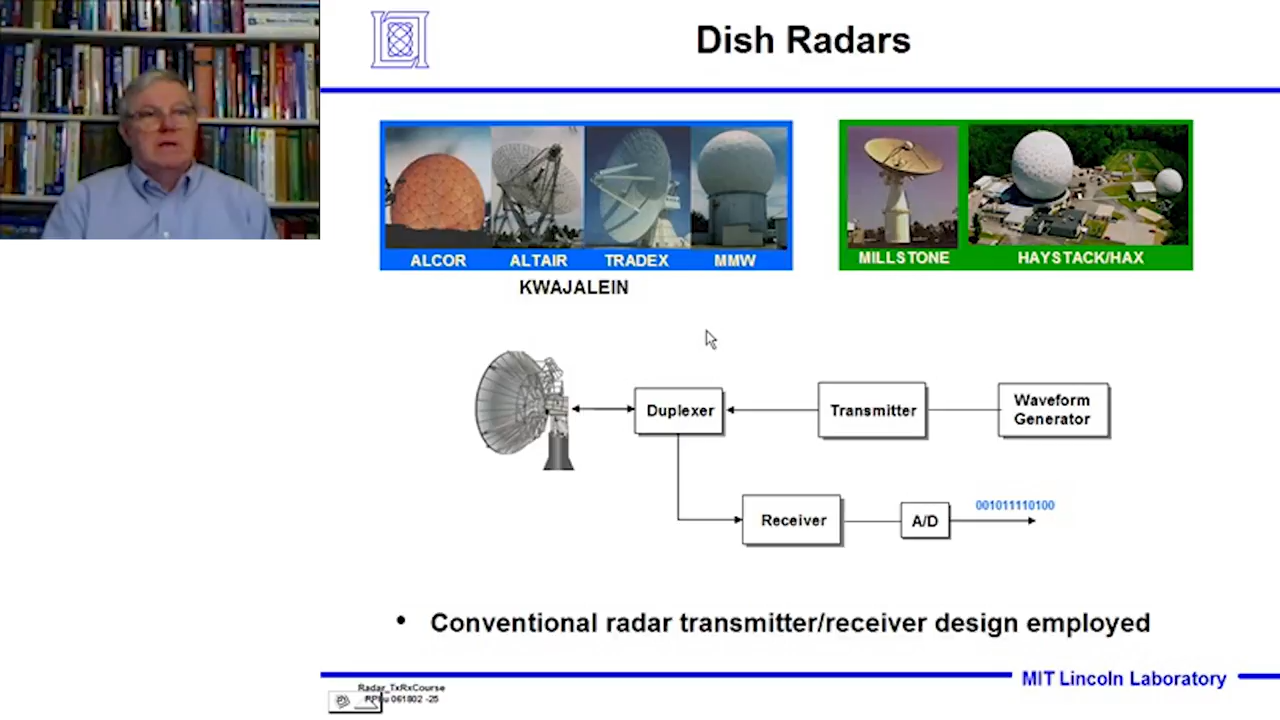 Dish Radars
ALCOR ALTAIR TRADEX MMW
MILLSTONE HAYSTACK/HAX
KWAJALEIN
Duplexer
Transmitter
Waveform
Generator
Receiver
A/D
001011110100
• Conventional radar transmitter/receiver design employed
MIT Lincoln Laboratory
Radar_TxRxCourse
061802 -25